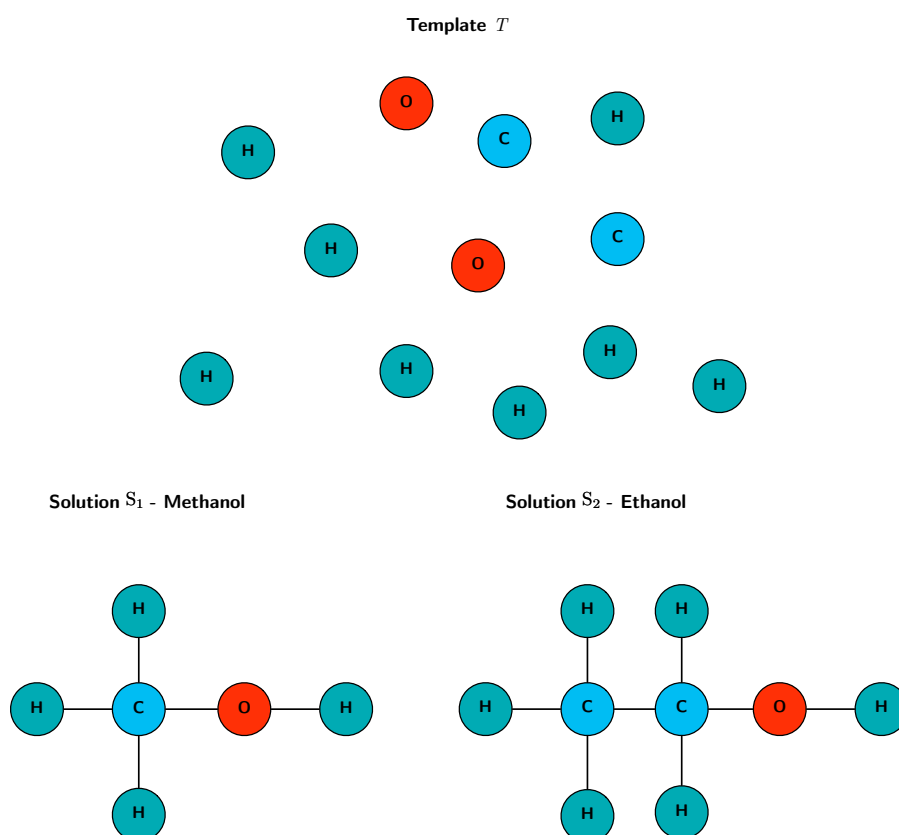 Template T
O
C
H
H
H
O
C
H
H
H
H
H
Solution S₁ - Methanol
Solution S₂ - Ethanol
H
H
H
H C O H
H C C O H
H
H
H